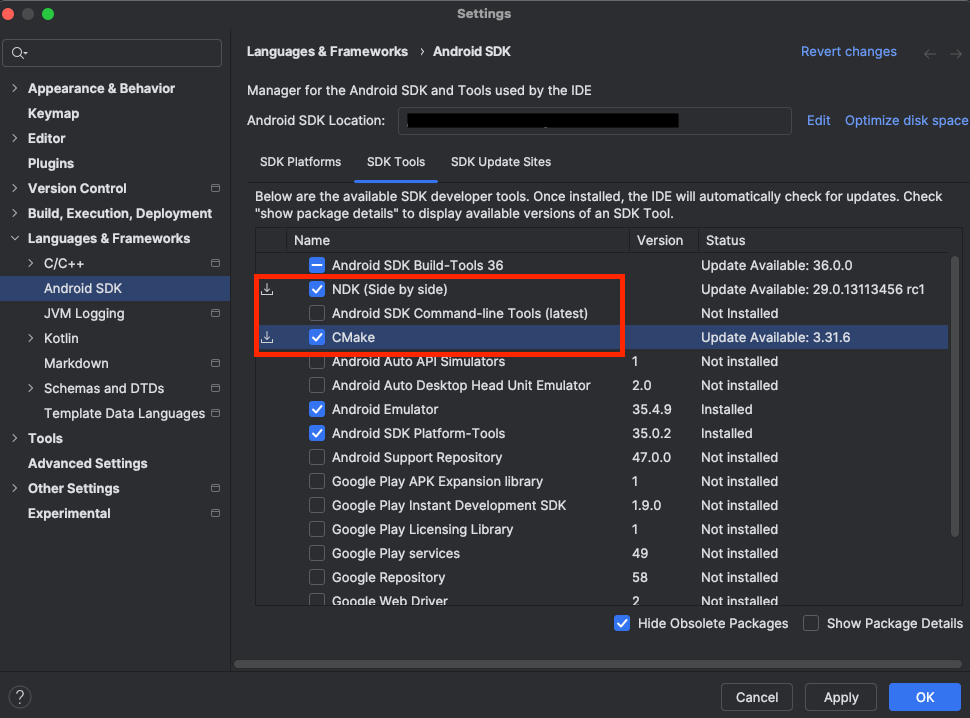 Settings
Languages & Frameworks › Android SDK
Revert changes
Manager for the Android SDK and Tools used by the IDE
Android SDK Location:
Edit
Optimize disk space
Appearance & Behavior
Keymap
Editor
Plugins
Version Control
Build, Execution, Deployment
Languages & Frameworks
C/C++
Android SDK
JVM Logging
Kotlin
Markdown
Schemas and DTDs
Template Data Languages
Tools
Advanced Settings
Other Settings
Experimental
SDK Platforms SDK Tools SDK Update Sites
Below are the available SDK developer tools. Once installed, the IDE will automatically check for updates. Check
"show package details" to display available versions of an SDK Tool.
Name Version Status
Android SDK Build-Tools 36 Update Available: 36.0.0
NDK (Side by side) Update Available: 29.0.13113456 rc1
Android SDK Command-line Tools (latest) Not Installed
CMake Update Available: 3.31.6
Android Auto API Simulators 1 Not installed
Android Auto Desktop Head Unit Emulator 2.0 Not installed
Android Emulator 35.4.9 Installed
Android SDK Platform-Tools 35.0.2 Installed
Android Support Repository 47.0.0 Not installed
Google Play APK Expansion library 1 Not installed
Google Play Instant Development SDK 1.9.0 Not installed
Google Play Licensing Library 1 Not installed
Google Play services 49 Not installed
Google Repository 58 Not installed
Google Web Driver 2 Not installed
Hide Obsolete Packages Show Package Details
?
Cancel Apply OK